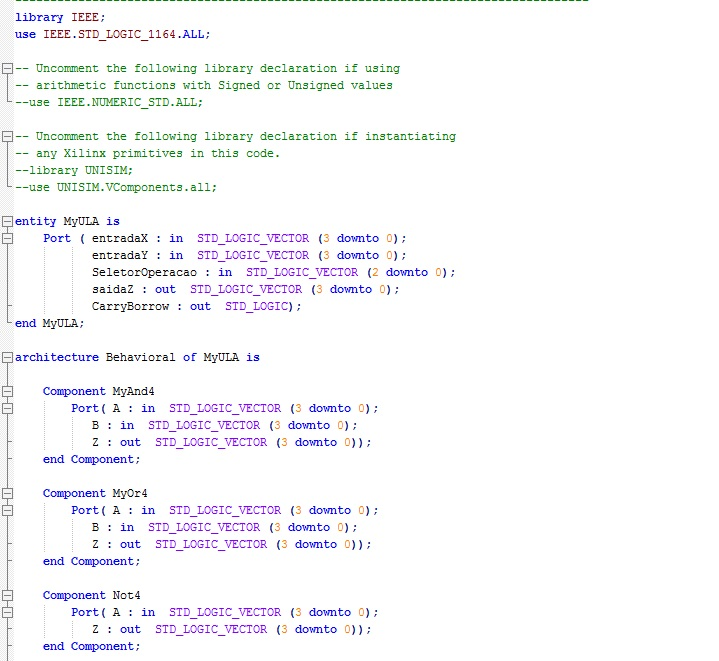 library IEEE;
use IEEE.STD_LOGIC_1164.ALL;
-- Uncomment the following library declaration if using
-- arithmetic functions with Signed or Unsigned values
--use IEEE.NUMERIC_STD.ALL;
-- Uncomment the following library declaration if instantiating
-- any Xilinx primitives in this code.
--library UNISIM;
--use UNISIM.VComponents.all;
entity MyULA is
Port ( entradaX : in STD_LOGIC_VECTOR (3 downto 0);
entradaY : in STD_LOGIC_VECTOR (3 downto 0);
SeletorOperacao : in STD_LOGIC_VECTOR (2 downto 0);
saidaZ : out STD_LOGIC_VECTOR (3 downto 0);
CarryBorrow : out STD_LOGIC);
end MyULA;
architecture Behavioral of MyULA is
Component MyAnd4
Port( A : in STD_LOGIC_VECTOR (3 downto 0);
B : in STD_LOGIC_VECTOR (3 downto 0);
Z : out STD_LOGIC_VECTOR (3 downto 0));
end Component;
Component MyOr4
Port( A : in STD_LOGIC_VECTOR (3 downto 0);
B : in STD_LOGIC_VECTOR (3 downto 0);
Z : out STD_LOGIC_VECTOR (3 downto 0));
end Component;
Component Not4
Port( A : in STD_LOGIC_VECTOR (3 downto 0);
Z : out STD_LOGIC_VECTOR (3 downto 0));
end Component;